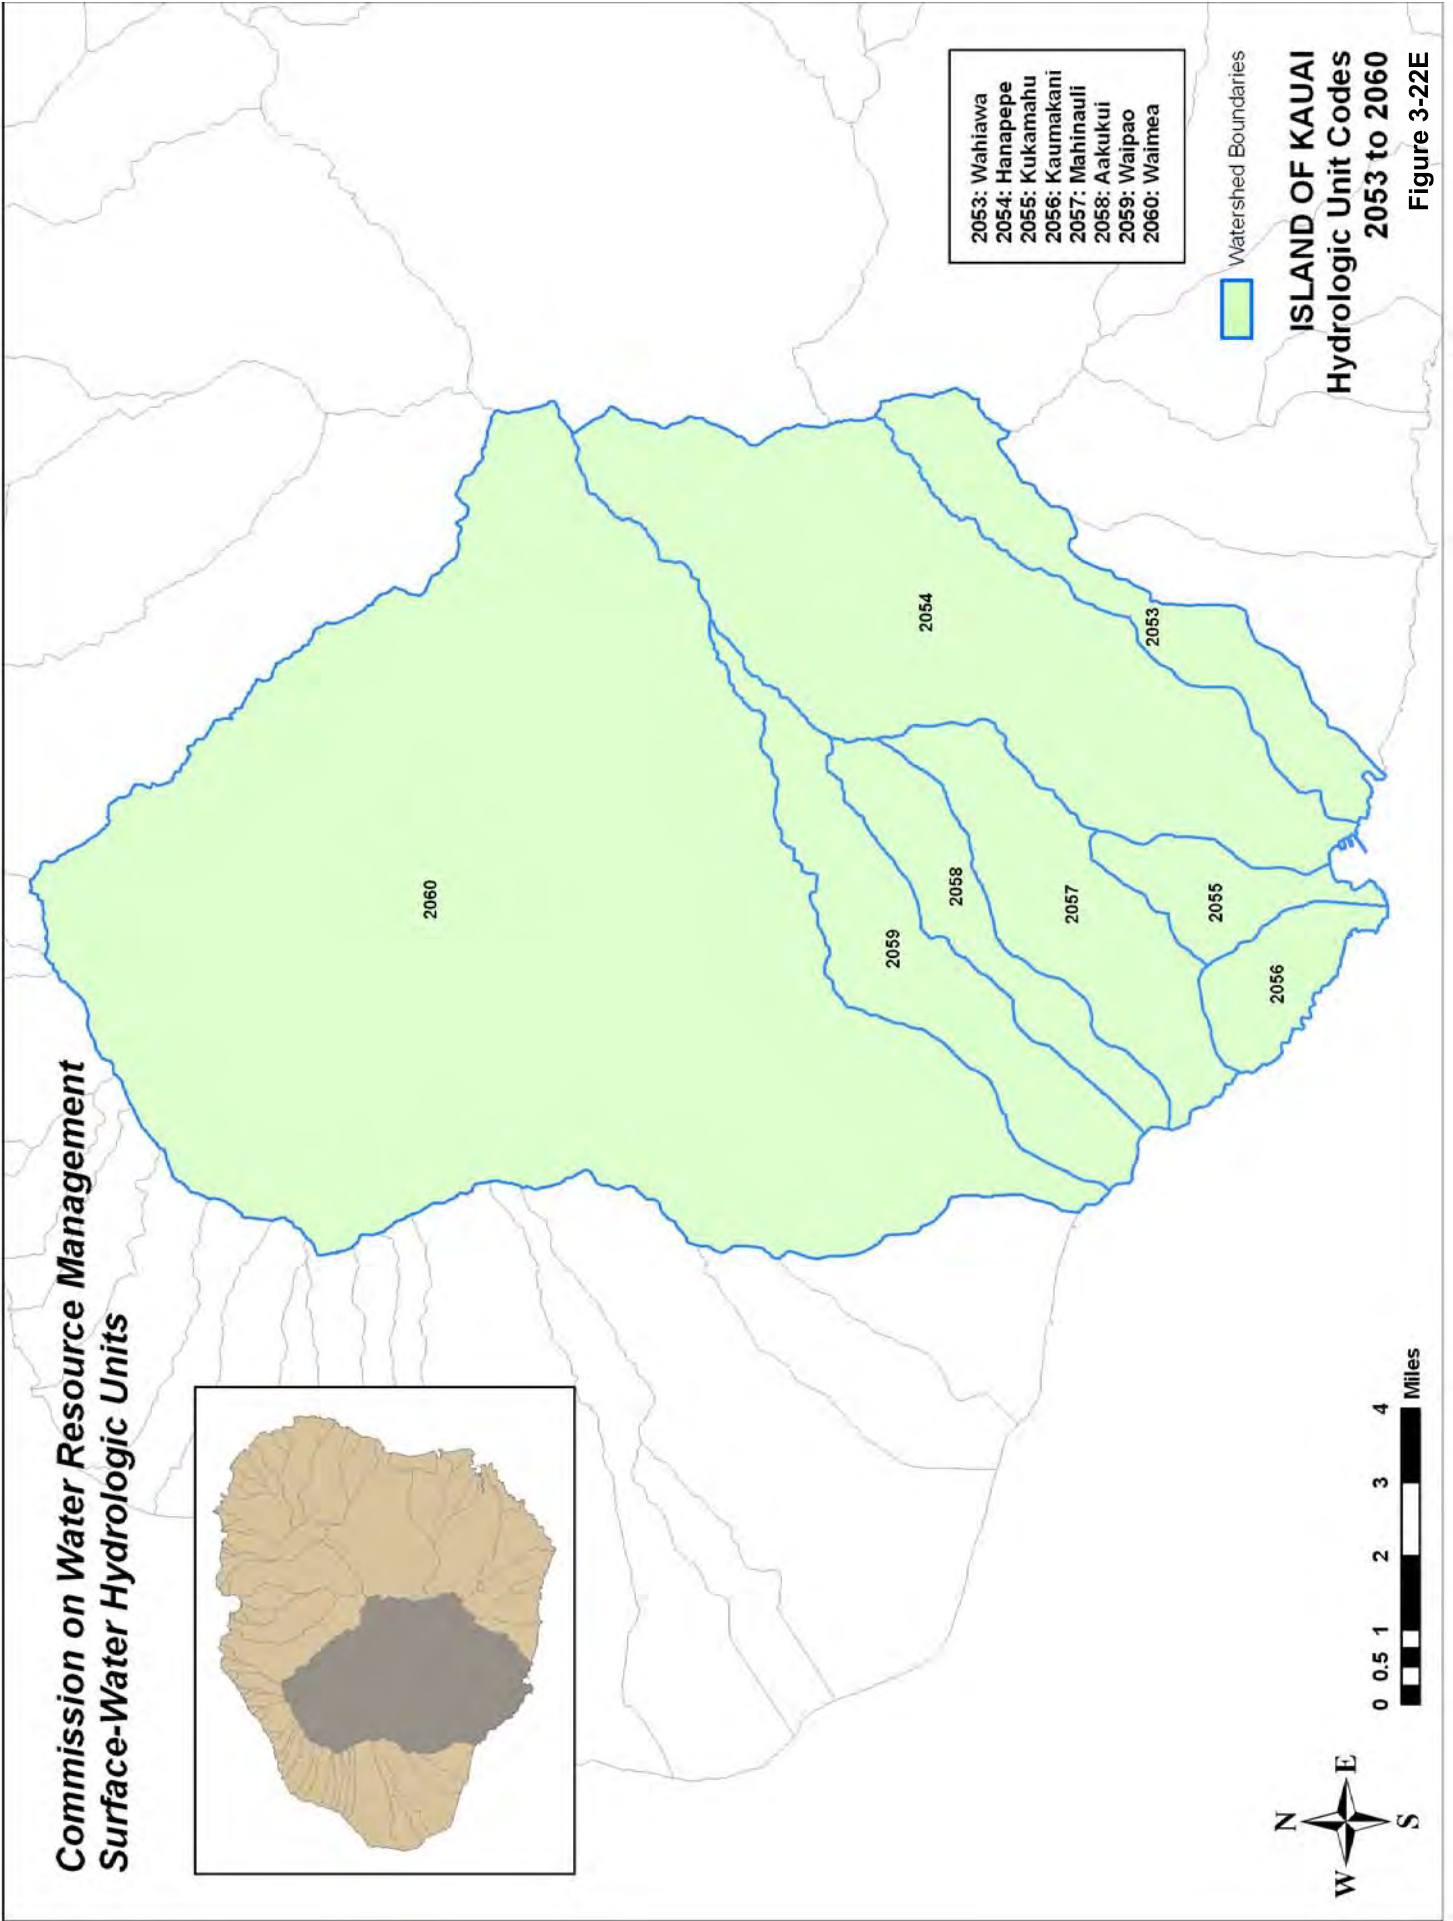 Commission on Water Resource Management
Surface-Water Hydrologic Units
2060
2059
2058
2057
2056
2055
2054
2053
2053: Wahiawa
2054: Hanapepe
2055: Kukamahu
2056: Kaumakani
2057: Mahinauli
2058: Aakukui
2059: Waipao
2060: Waimea
Watershed Boundaries
ISLAND OF KAUAI
Hydrologic Unit Codes
2053 to 2060
Figure 3-22E
N
W E
S
0 0.5 1 2 3 4
Miles